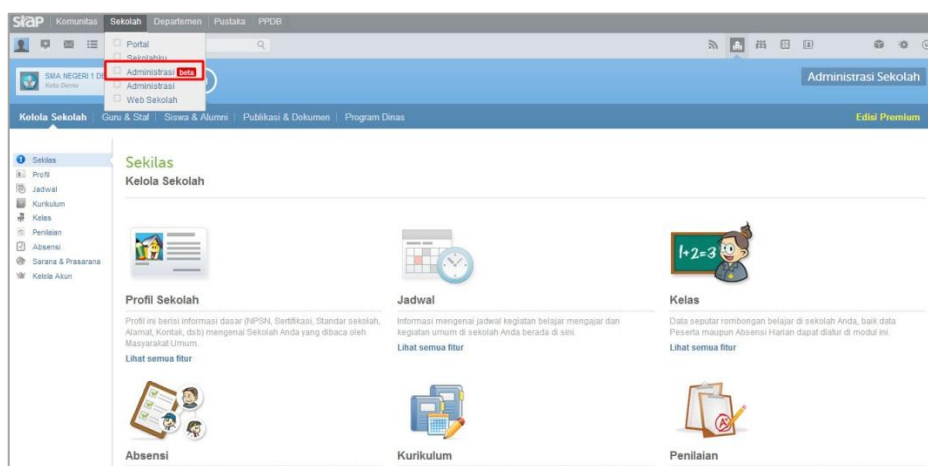 siap Komunitas Sekolah Departemen Pustaka PPDB
Portal
Sekolahku
Administrasi beta
Administrasi
Web Sekolah
SMA NEGERI 1
Administrasi Sekolah
Kelola Sekolah Guru & Staf Siswa & Alumni Publikasi & Dokumen Program Dinas Edisi Premium
Sekilas
Profil
Jadwal
Kurikulum
Kelas
Penilaian
Absensi
Sarana & Prasarana
Kelola Akun
Sekilas
Kelola Sekolah
Profil Sekolah
Profil ini berisi informasi dasar (NPSN, Sertifikasi, Standar sekolah,
Alamat, Kontak, dsb) mengenai Sekolah Anda yang dibaca oleh
Masyarakat Umum.
Lihat semua fitur
Jadwal
Informasi mengenai jadwal kegiatan belajar mengajar dan
kegiatan umum di sekolah Anda berada di sini.
Lihat semua fitur
1+2=3
Kelas
Data seputar rombongan belajar di sekolah Anda, baik data
Peserta maupun Absensi Harian dapat diatur di modul ini.
Lihat semua fitur
Absensi
Kurikulum
A
Penilaian